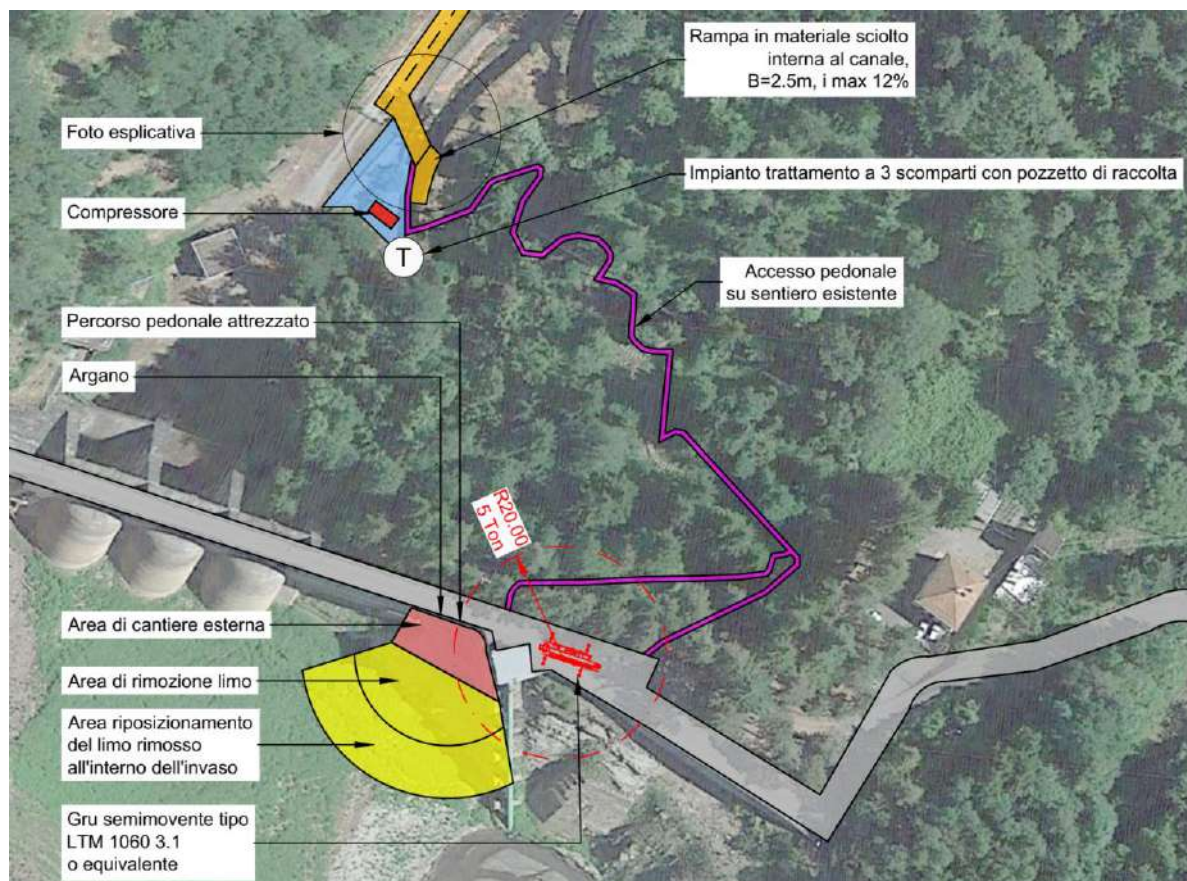 Rampa in materiale sciolto
interna al canale,
B=2.5m, i max 12%
Foto esplicativa
Impianto trattamento a 3 scomparti con pozzetto di raccolta
Compressore
T
Accesso pedonale
su sentiero esistente
Percorso pedonale attrezzato
Argano
R20.00
5 Ton
Area di cantiere esterna
Area di rimozione limo
Area riposizionamento
del limo rimosso
all'interno dell'invaso
Gru semimovente tipo
LTM 1060 3.1
o equivalente